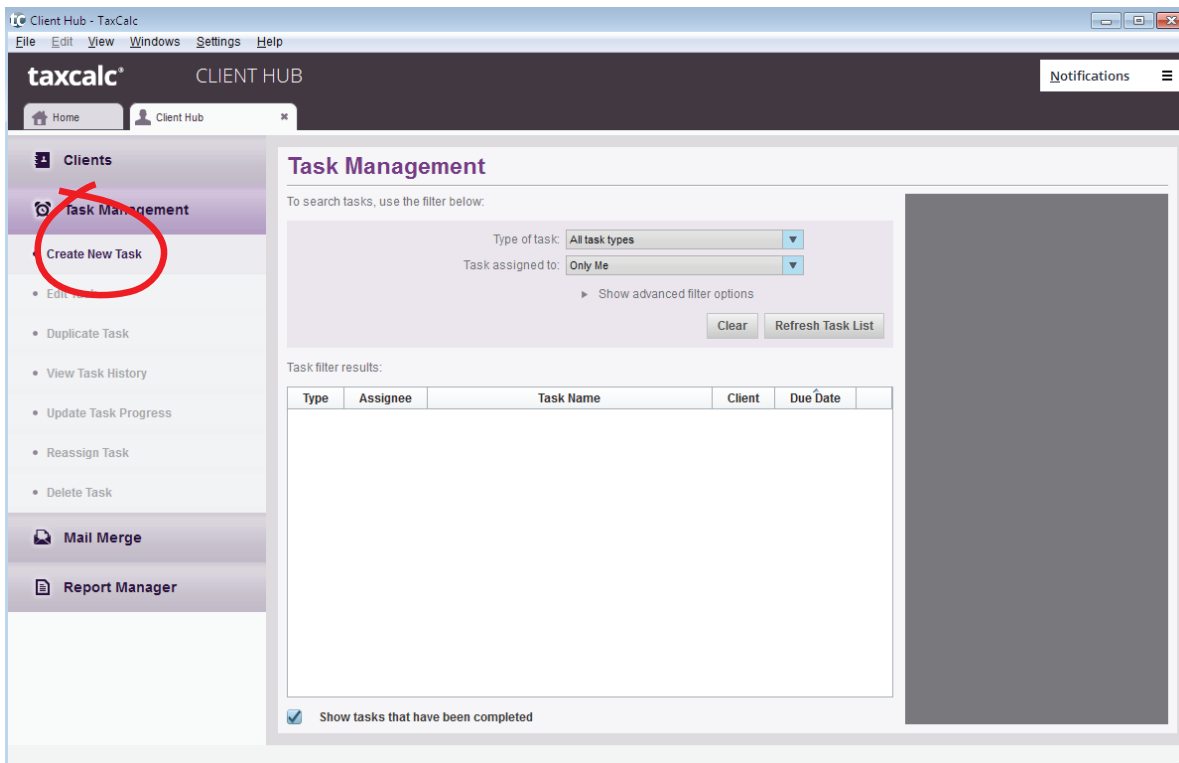 Client Hub - TaxCalc
File Edit View Windows Settings Help
taxcalc CLIENT HUB Notifications
Home Client Hub
Clients
Task Management
Create New Task
Edit Task
Duplicate Task
View Task History
Update Task Progress
Reassign Task
Delete Task
Mail Merge
Report Manager
Task Management
To search tasks, use the filter below:
Type of task: All task types
Task assigned to: Only Me
Show advanced filter options
Clear Refresh Task List
Task filter results:
Type Assignee Task Name Client Due Date
Show tasks that have been completed